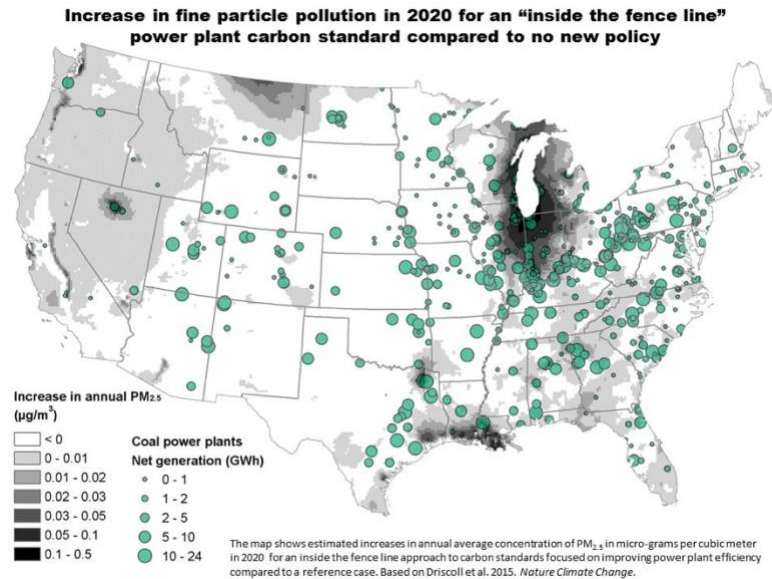 Increase in fine particle pollution in 2020 for an “inside the fence line”
power plant carbon standard compared to no new policy
Increase in annual PM2.5
(µg/m³)
< 0
0 - 0.01
0.01 - 0.02
0.02 - 0.03
0.03 - 0.05
0.05 - 0.1
0.1 - 0.5
Coal power plants
Net generation (GWh)
0 - 1
1 - 2
2 - 5
5 - 10
10 - 24
The map shows estimated increases in annual average concentration of PM2.5 in micro-grams per cubic meter
in 2020 for an inside the fence line approach to carbon standards focused on improving power plant efficiency
compared to a reference case. Based on Driscoll et al. 2015. Nature Climate Change.